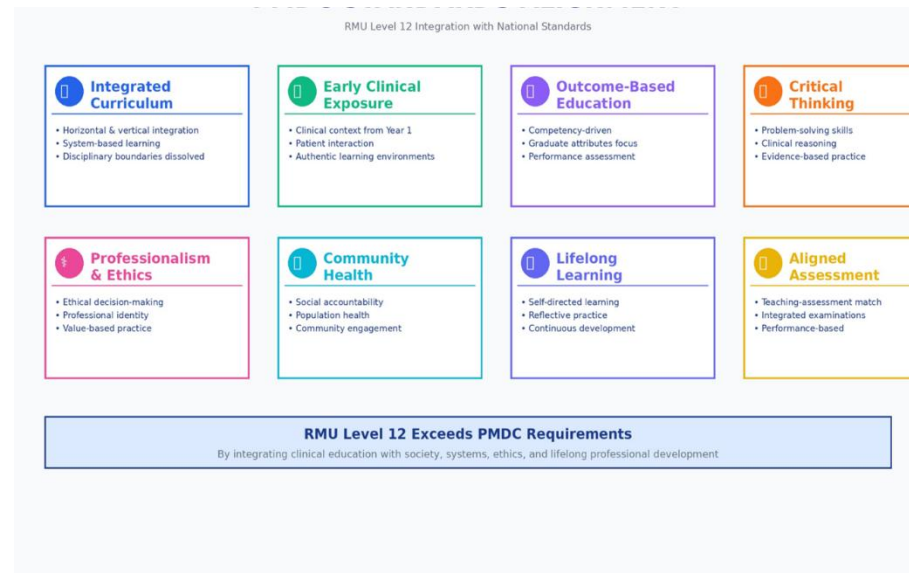 RMU Level 12 Integration with National Standards
Integrated
Curriculum
• Horizontal & vertical integration
• System-based learning
• Disciplinary boundaries dissolved
Early Clinical
Exposure
• Clinical context from Year 1
• Patient interaction
• Authentic learning environments
Outcome-Based
Education
• Competency-driven
• Graduate attributes focus
• Performance assessment
Critical
Thinking
• Problem-solving skills
• Clinical reasoning
• Evidence-based practice
Professionalism
& Ethics
• Ethical decision-making
• Professional identity
• Value-based practice
Community
Health
• Social accountability
• Population health
• Community engagement
Lifelong
Learning
• Self-directed learning
• Reflective practice
• Continuous development
Aligned
Assessment
• Teaching-assessment match
• Integrated examinations
• Performance-based
RMU Level 12 Exceeds PMDC Requirements
By integrating clinical education with society, systems, ethics, and lifelong professional development